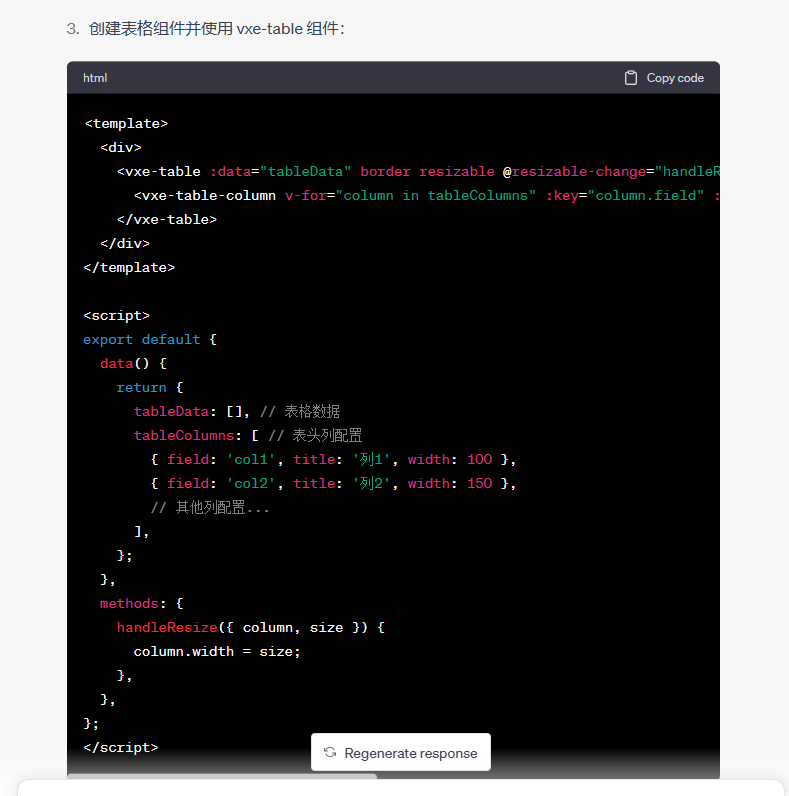 3. 创建表格组件并使用 vxe-table 组件：
html
Copy code
<template>
  <div>
    <vxe-table :data="tableData" border resizable @resizable-change="handleR
      <vxe-table-column v-for="column in tableColumns" :key="column.field" :
    </vxe-table>
  </div>
</template>
<script>
export default {
  data() {
    return {
      tableData: [], // 表格数据
      tableColumns: [ // 表头列配置
        { field: 'col1', title: '列1', width: 100 },
        { field: 'col2', title: '列2', width: 150 },
        // 其他列配置...
      ],
    };
  },
  methods: {
    handleResize({ column, size }) {
      column.width = size;
    },
  },
};
</script>
Regenerate response